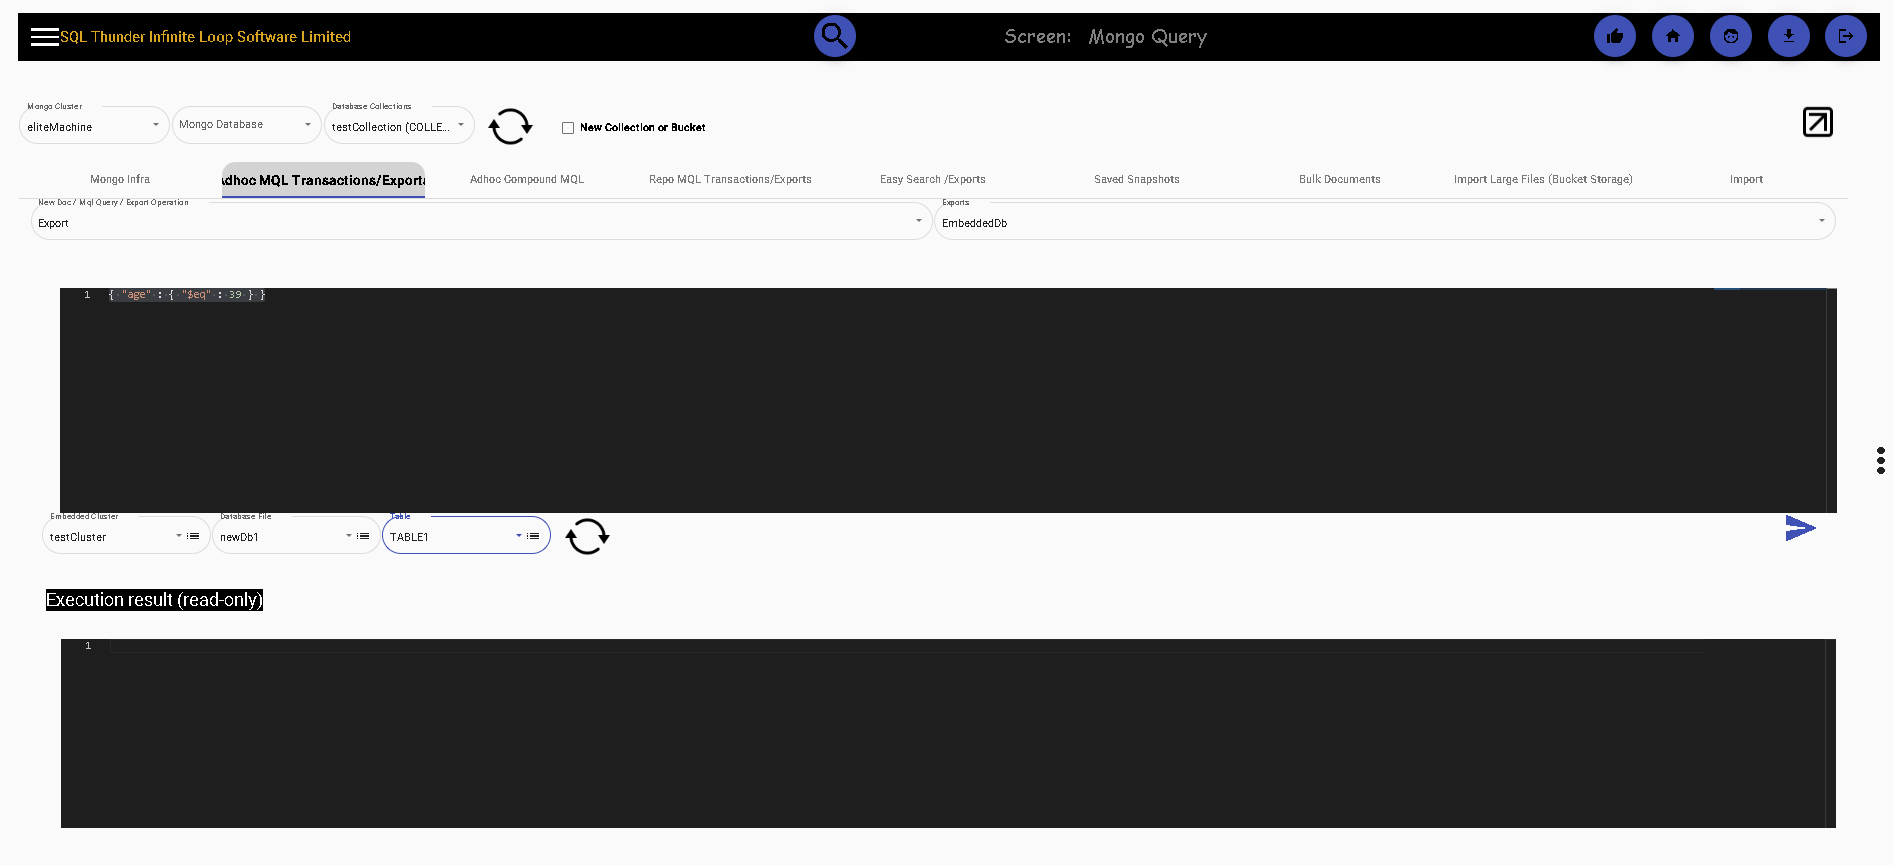 SQL Thunder Infinite Loop Software Limited
Screen: Mongo Query
Mongo Cluster
eliteMachine
Mongo Database
Database Collections
testCollection (COLLE...
New Collection or Bucket
Mongo Infra
Adhoc MQL Transactions/Exports
Adhoc Compound MQL
Repo MQL Transactions/Exports
Easy Search /Exports
Saved Snapshots
Bulk Documents
Import Large Files (Bucket Storage)
Import
New Doc / Mql Query / Export Operation
Export
Exports
EmbeddedDb
1 { "age" : { "$eq" : 39 } }
Embedded Cluster
testCluster
Database File
newDb1
Table
TABLE1
Execution result (read-only)
1